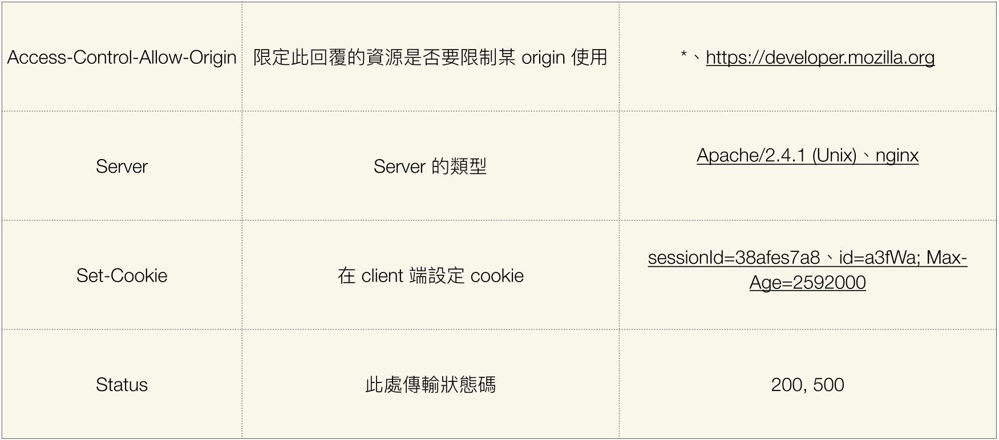 Access-Control-Allow-Origin
限定此回覆的資源是否要限制某 origin 使用
*、https://developer.mozilla.org
Server
Server 的類型
Apache/2.4.1 (Unix)、nginx
Set-Cookie
在 client 端設定 cookie
sessionId=38afes7a8、id=a3fWa; Max-
Age=2592000
Status
此處傳輸狀態碼
200, 500